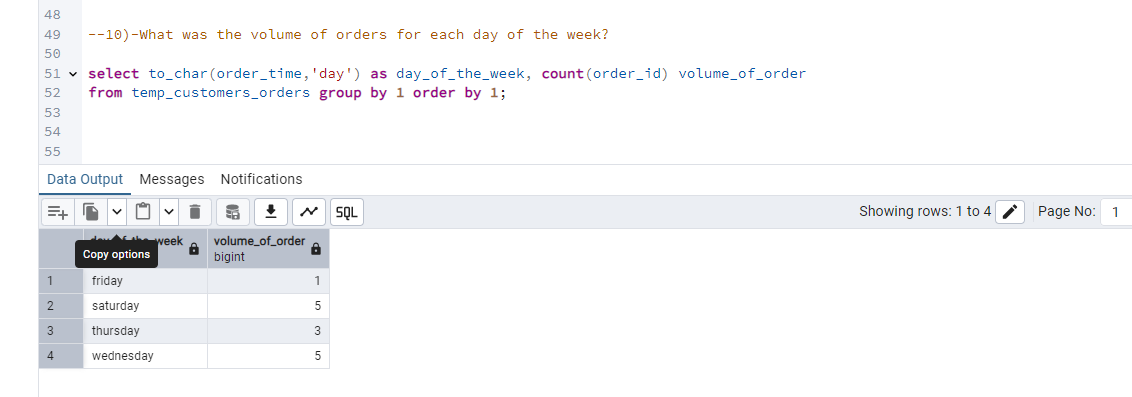 48
49 --10)-What was the volume of orders for each day of the week?
50
51 select to_char(order_time,'day') as day_of_the_week, count(order_id) volume_of_order
52 from temp_customers_orders group by 1 order by 1;
53
54
55
Data Output Messages Notifications
SQL Showing rows: 1 to 4 Page No: 1
day_of_the_week volume_of_order
Copy options bigint
1 friday 1
2 saturday 5
3 thursday 3
4 wednesday 5